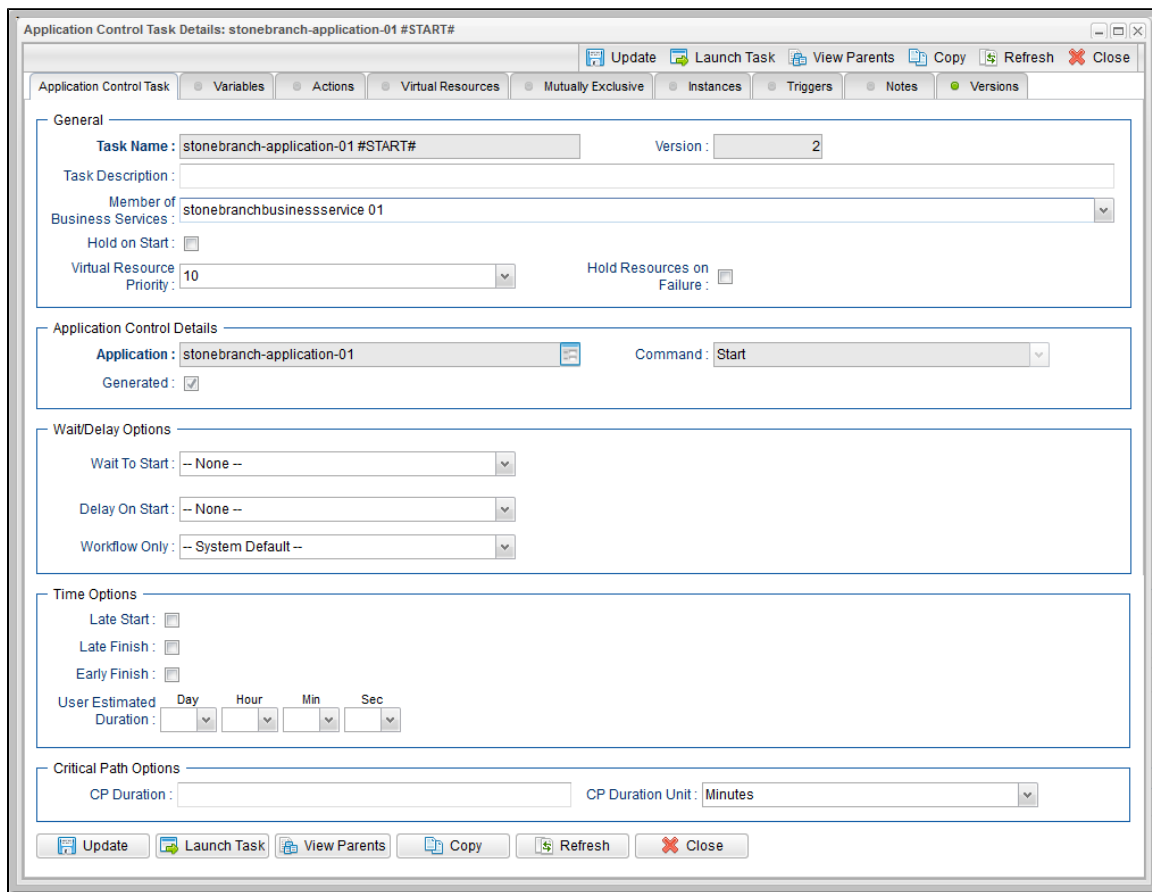 Application Control Task Details: stonebranch-application-01 #START#
Update Launch Task View Parents Copy Refresh Close
Application Control Task Variables Actions Virtual Resources Mutually Exclusive Instances Triggers Notes Versions
General
Task Name : stonebranch-application-01 #START# Version : 2
Task Description :
Member of
Business Services : stonebranchbusinessservice 01
Hold on Start :
Virtual Resource
Priority : 10
Hold Resources on
Failure :
Application Control Details
Application : stonebranch-application-01 Command : Start
Generated :
Wait/Delay Options
Wait To Start : -- None --
Delay On Start : -- None --
Workflow Only : -- System Default --
Time Options
Late Start :
Late Finish :
Early Finish :
User Estimated
Duration :
Day Hour Min Sec
Critical Path Options
CP Duration : CP Duration Unit : Minutes
Update Launch Task View Parents Copy Refresh Close